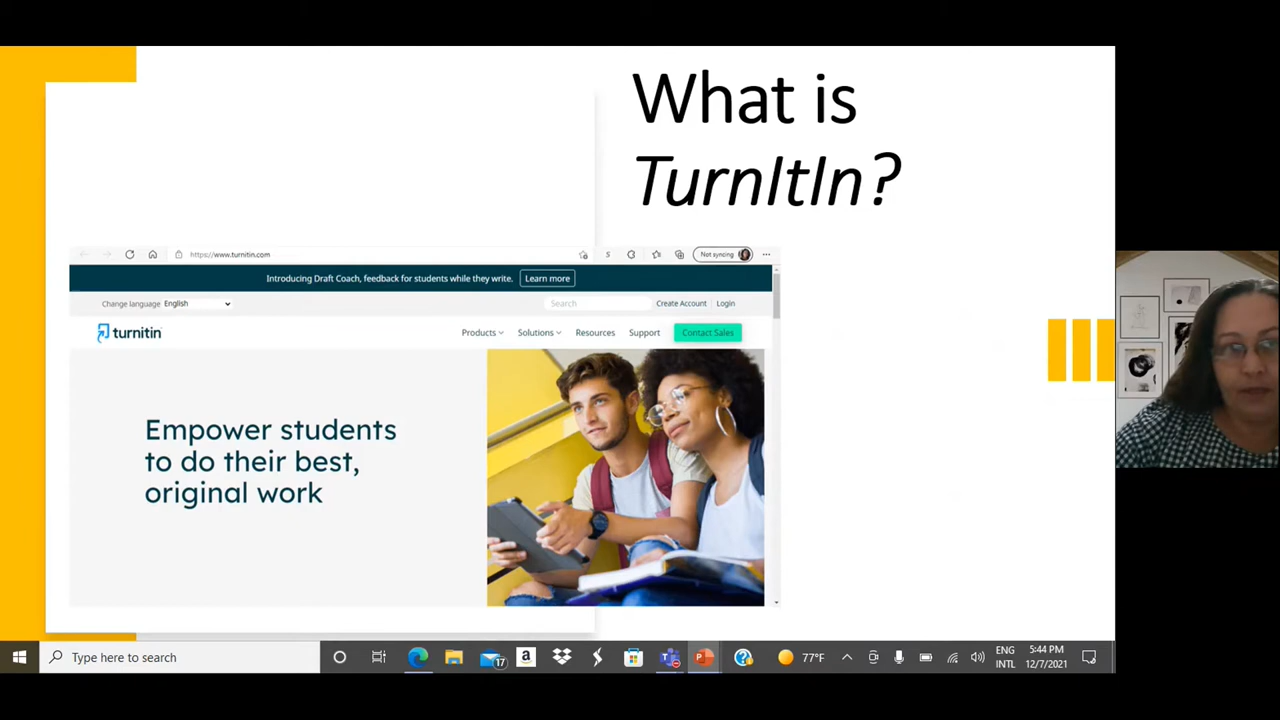 What is
TurnItIn?
https://www.turnitin.com
Not syncing
Introducing Draft Coach, feedback for students while they write. Learn more
Change language English
Search
Create Account | Login
turnitin
Products Solutions Resources Support Contact Sales
Empower students
to do their best,
original work
Type here to search
17
77°F
ENG
INTL
5:44 PM
12/7/2021